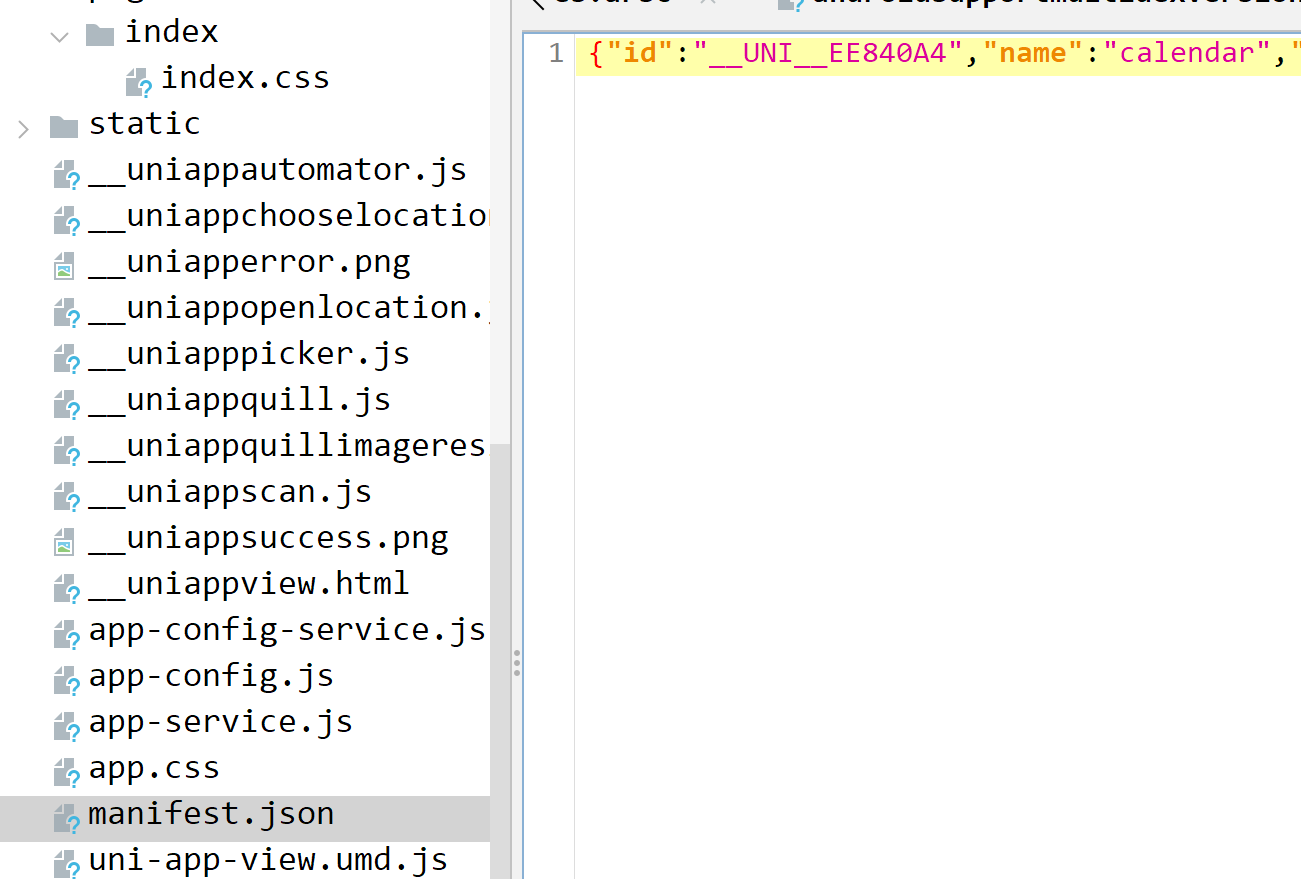 index
index.css
static
__uniappautomator.js
__uniappchooselocation
__uniapperror.png
__uniappopenlocation.
__uniapppicker.js
__uniappquill.js
__uniappquillimageres
__uniappscan.js
__uniappsuccess.png
__uniappview.html
app-config-service.js
app-config.js
app-service.js
app.css
manifest.json
uni-app-view.umd.js
1 {"id":"__UNI__EE840A4","name":"calendar","